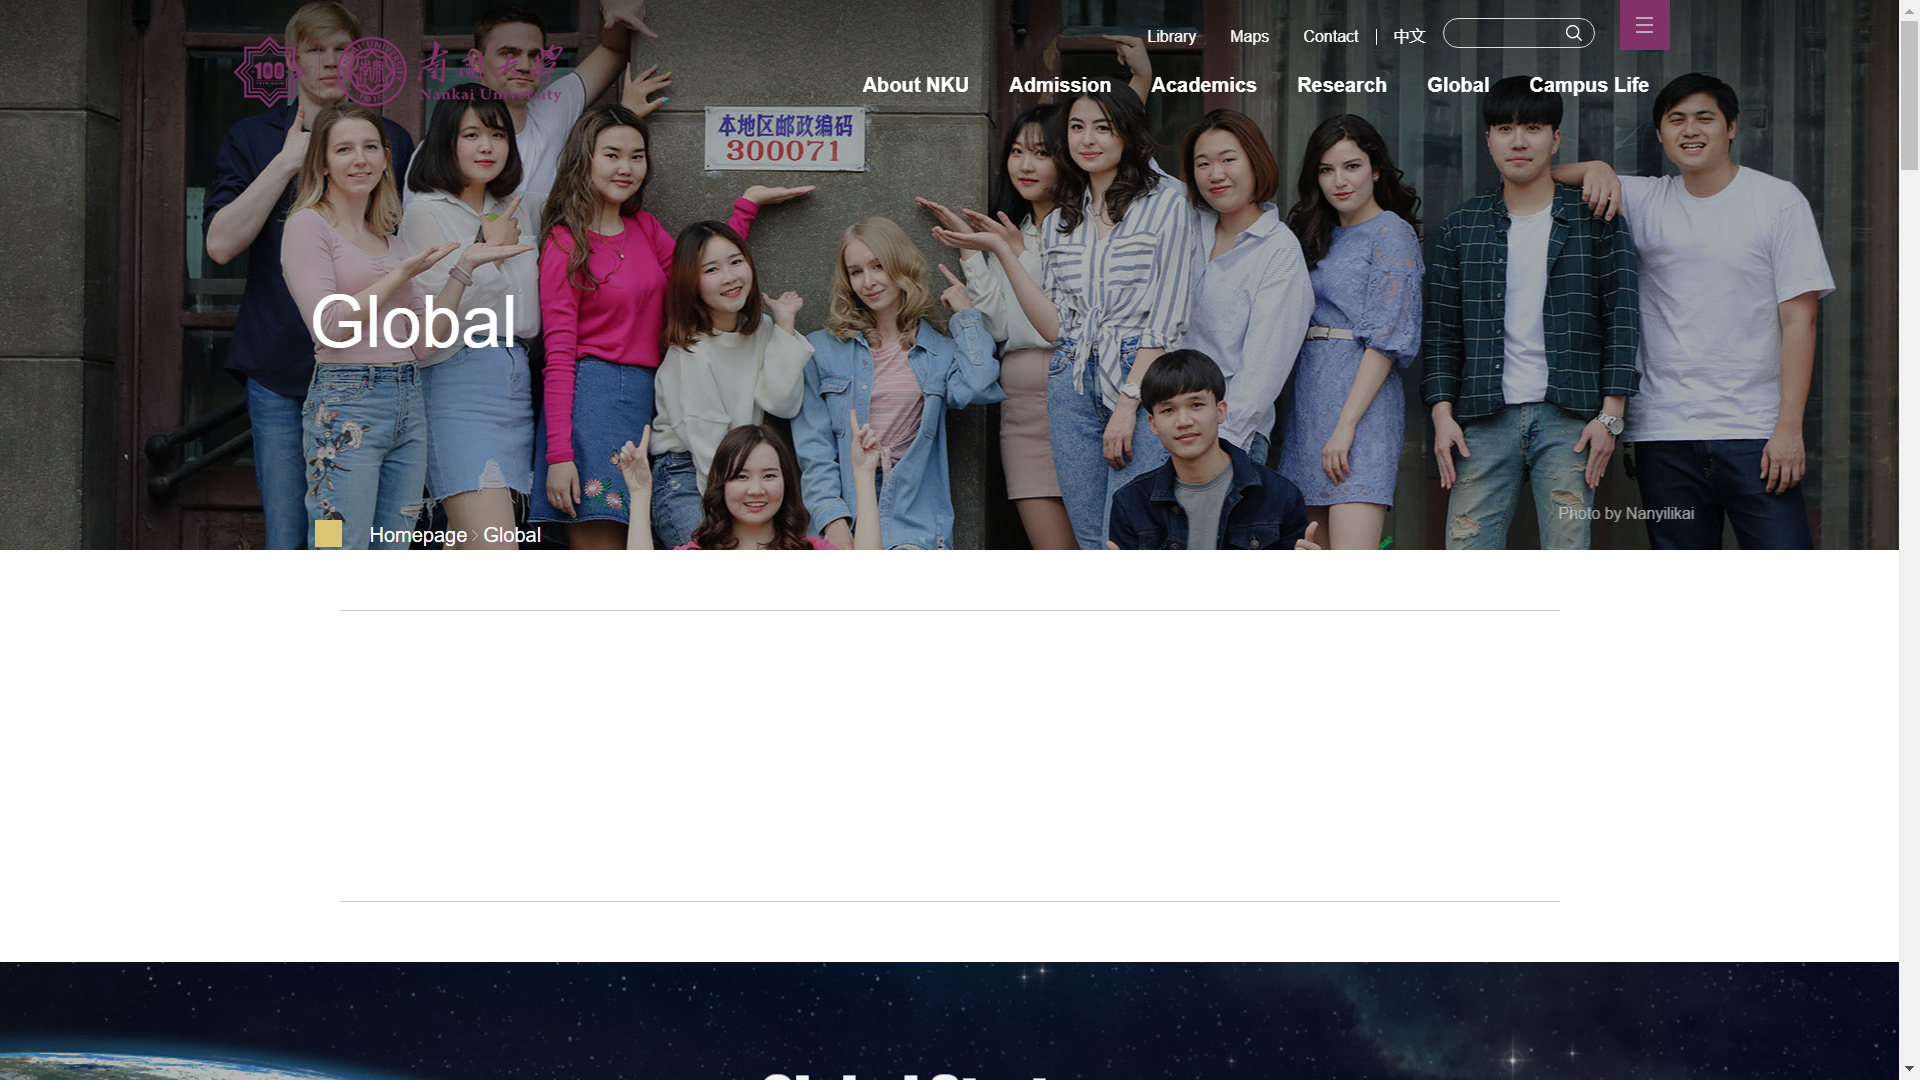 Library Maps Contact 中文
100
南開大學
Nankai University
About NKU Admission Academics Research Global Campus Life
本地区邮政编码
300071
Global
Photo by Nanyilikai
Homepage > Global